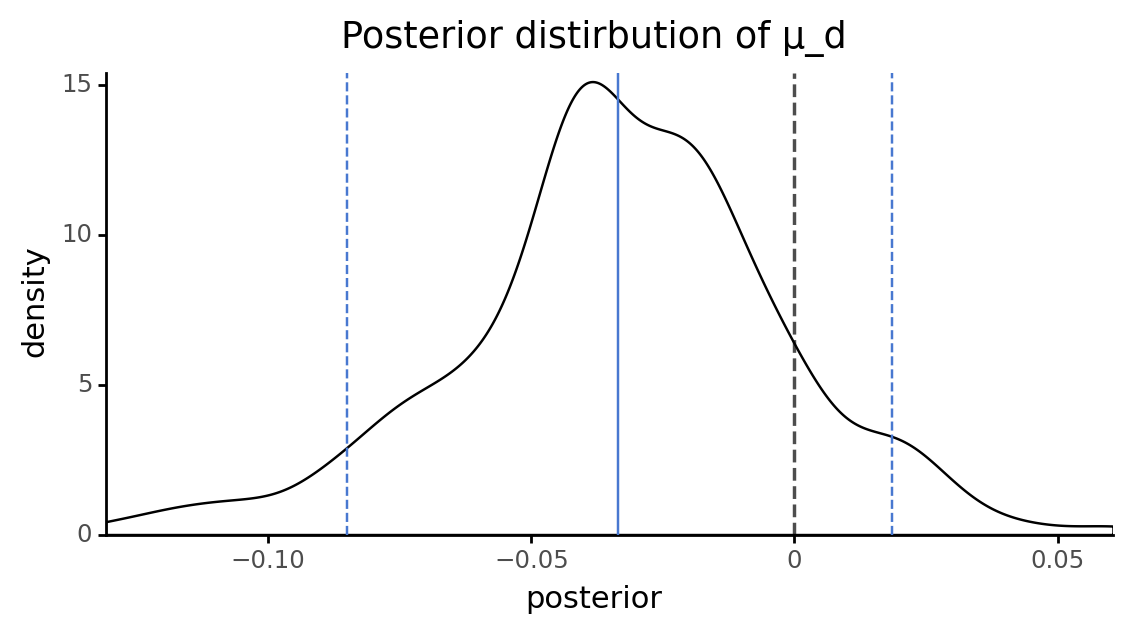 Posterior distirbution of μ_d
15
10
5
0
density
−0.10
−0.05
0
0.05
posterior